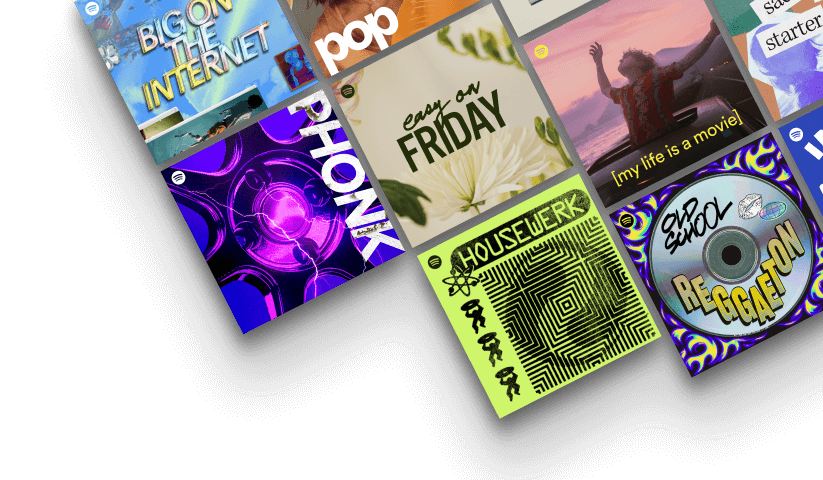 BIG ON
THE
INTERNET
pop
starter
PHONK
easy on
FRIDAY
[my life is a movie]
HOUSEWERK
OLD
SCHOOL
REGGAETON